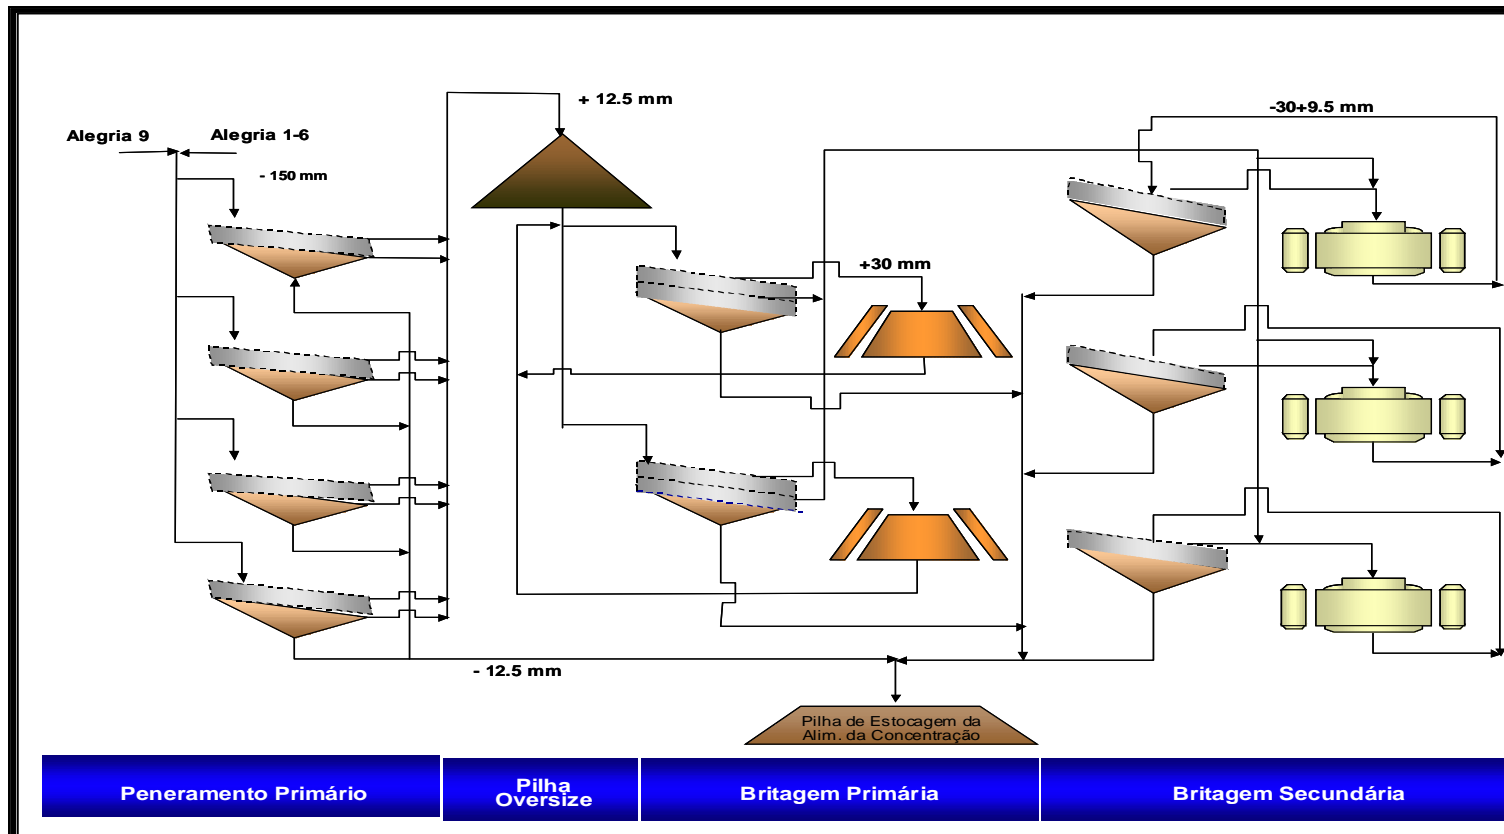 + 12.5 mm
-30+9.5 mm
Alegria 9
Alegria 1-6
- 150 mm
+30 mm
- 12.5 mm
Pilha de Estocagem da
Alim. da Concentração
Peneramento Primário
Pilha
Oversize
Britagem Primária
Britagem Secundária